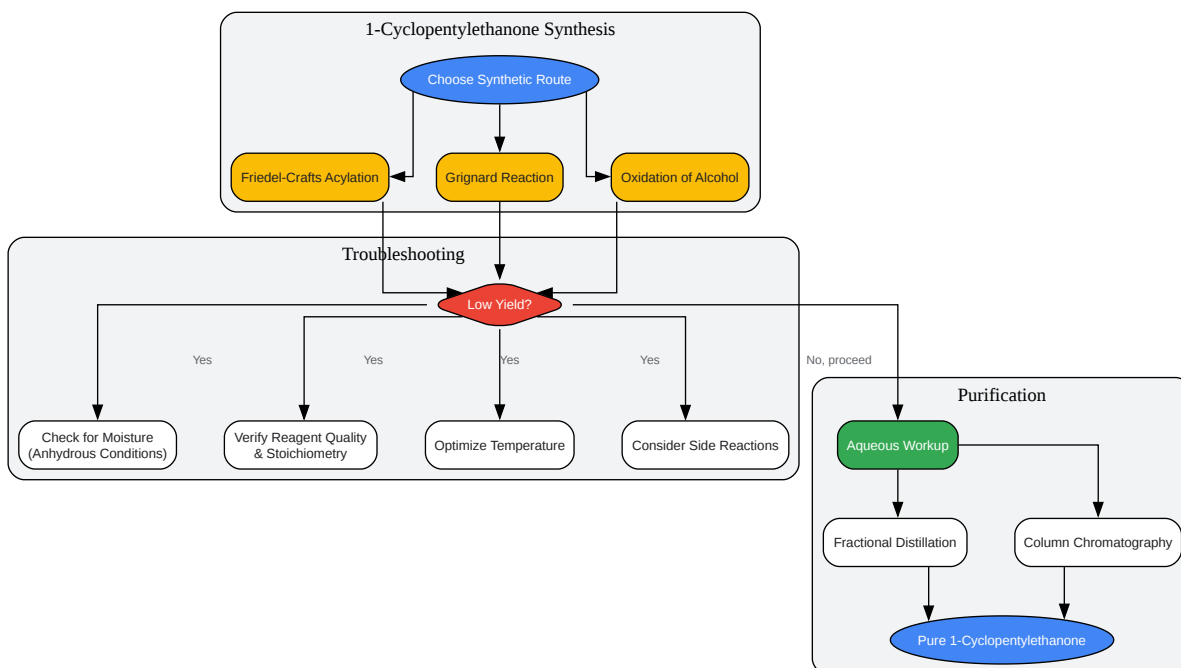 1-Cyclopentylethanone Synthesis
Choose Synthetic Route
Friedel-Crafts Acylation
Grignard Reaction
Oxidation of Alcohol
Troubleshooting
Low Yield?
Yes
Yes
Yes
Yes
No, proceed
Check for Moisture
(Anhydrous Conditions)
Verify Reagent Quality
& Stoichiometry
Optimize Temperature
Consider Side Reactions
Purification
Aqueous Workup
Fractional Distillation
Column Chromatography
Pure 1-Cyclopentylethanone